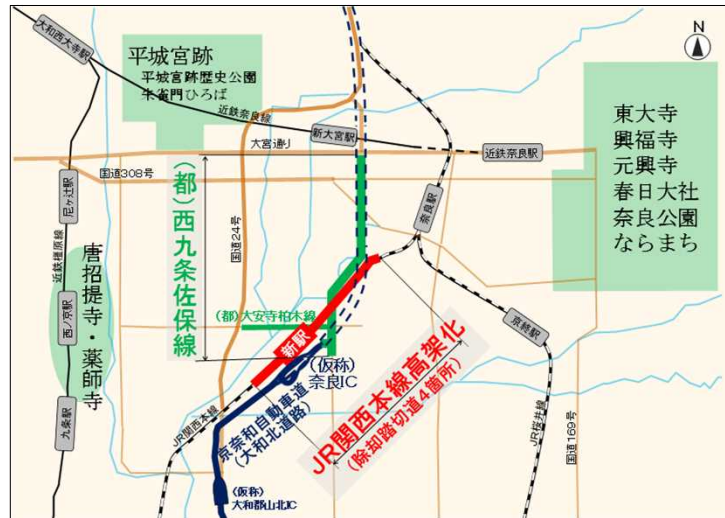 N
大和西大寺駅
平城宮跡
平城宮跡歴史公園
朱雀門ひろば
近鉄奈良線
新大宮駅
大宮通り
近鉄奈良駅
国道308号
東大寺
興福寺
元興寺
春日大社
奈良公園
ならまち
尼ヶ辻駅
近鉄橿原線
西ノ京駅
九条駅
唐招提寺・薬師寺
(都)西九条佐保線
国道24号
奈良駅
(都)大安寺柏木線
新駅
(仮称)
奈良IC
京終駅
JR関西本線高架化
(除却踏切道4箇所)
京奈和自動車道
(大和北道路)
JR関西本線
JR桜井線
国道169号
(仮称)
大和郡山北IC